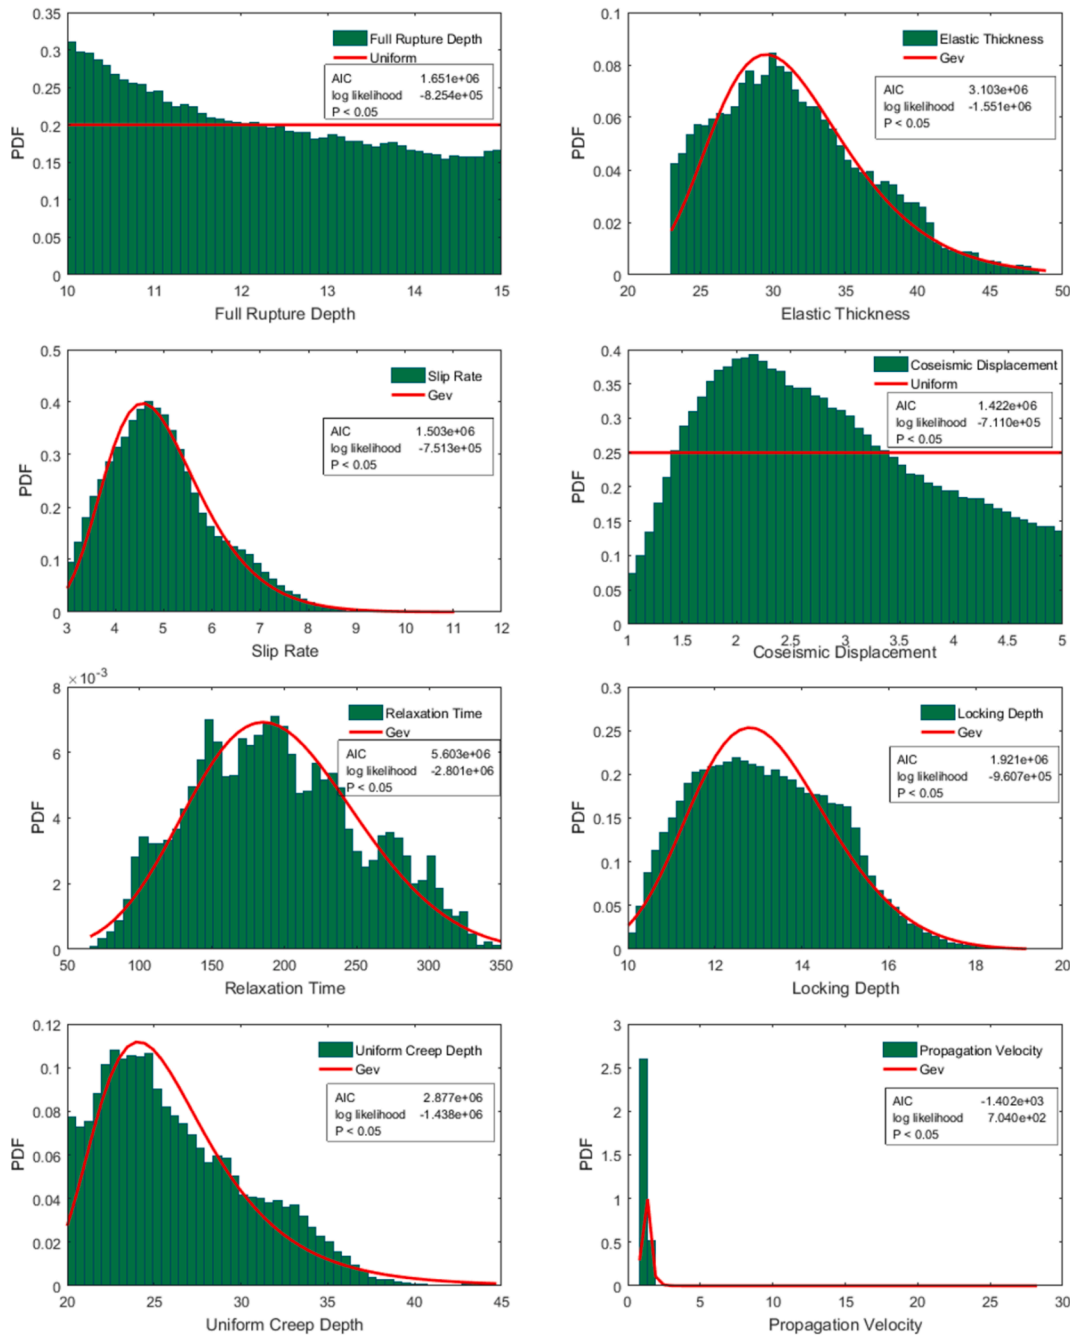 0.35
0.3
0.25
0.2
0.15
0.1
0.05
0
PDF
Full Rupture Depth
Uniform
AIC 1.651e+06
log likelihood -8.254e+05
P < 0.05
10 11 12 13 14 15
Full Rupture Depth
0.1
0.08
0.06
0.04
0.02
0
PDF
Elastic Thickness
Gev
AIC 3.103e+06
log likelihood -1.551e+06
P < 0.05
20 25 30 35 40 45 50
Elastic Thickness
0.5
0.4
0.3
0.2
0.1
0
PDF
Slip Rate
Gev
AIC 1.503e+06
log likelihood -7.513e+05
P < 0.05
3 4 5 6 7 8 9 10 11 12
Slip Rate
0.4
0.35
0.3
0.25
0.2
0.15
0.1
0.05
0
PDF
Coseismic Displacement
Uniform
AIC 1.422e+06
log likelihood -7.110e+05
P < 0.05
1 1.5 2 2.5 3 3.5 4 4.5 5
Coseismic Displacement
×10⁻³
8
6
4
2
0
PDF
Relaxation Time
Gev
AIC 5.603e+06
log likelihood -2.801e+06
P < 0.05
50 100 150 200 250 300 350
Relaxation Time
0.3
0.25
0.2
0.15
0.1
0.05
0
PDF
Locking Depth
Gev
AIC 1.921e+06
log likelihood -9.607e+05
P < 0.05
10 12 14 16 18 20
Locking Depth
0.12
0.1
0.08
0.06
0.04
0.02
0
PDF
Uniform Creep Depth
Gev
AIC 2.877e+06
log likelihood -1.438e+06
P < 0.05
20 25 30 35 40 45
Uniform Creep Depth
3
2.5
2
1.5
1
0.5
0
PDF
Propagation Velocity
Gev
AIC -1.402e+03
log likelihood 7.040e+02
P < 0.05
0 5 10 15 20 25 30
Propagation Velocity